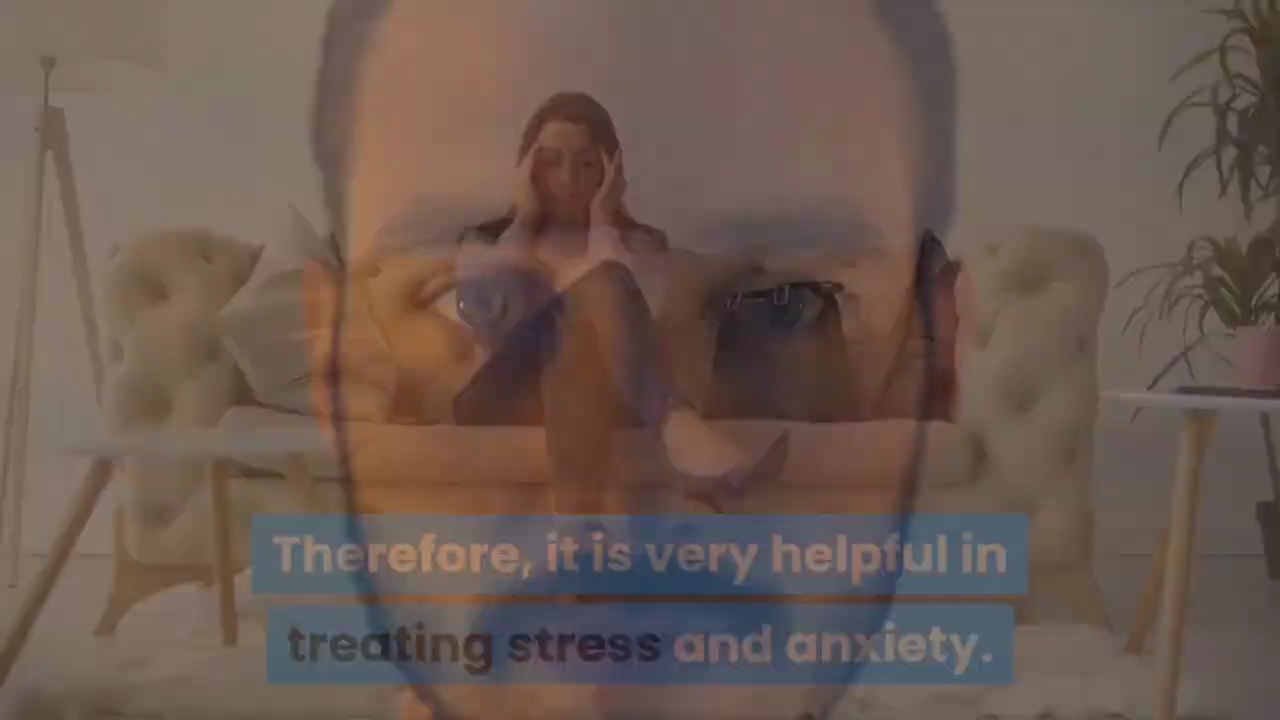 Therefore, it is very helpful in
treating stress and anxiety.